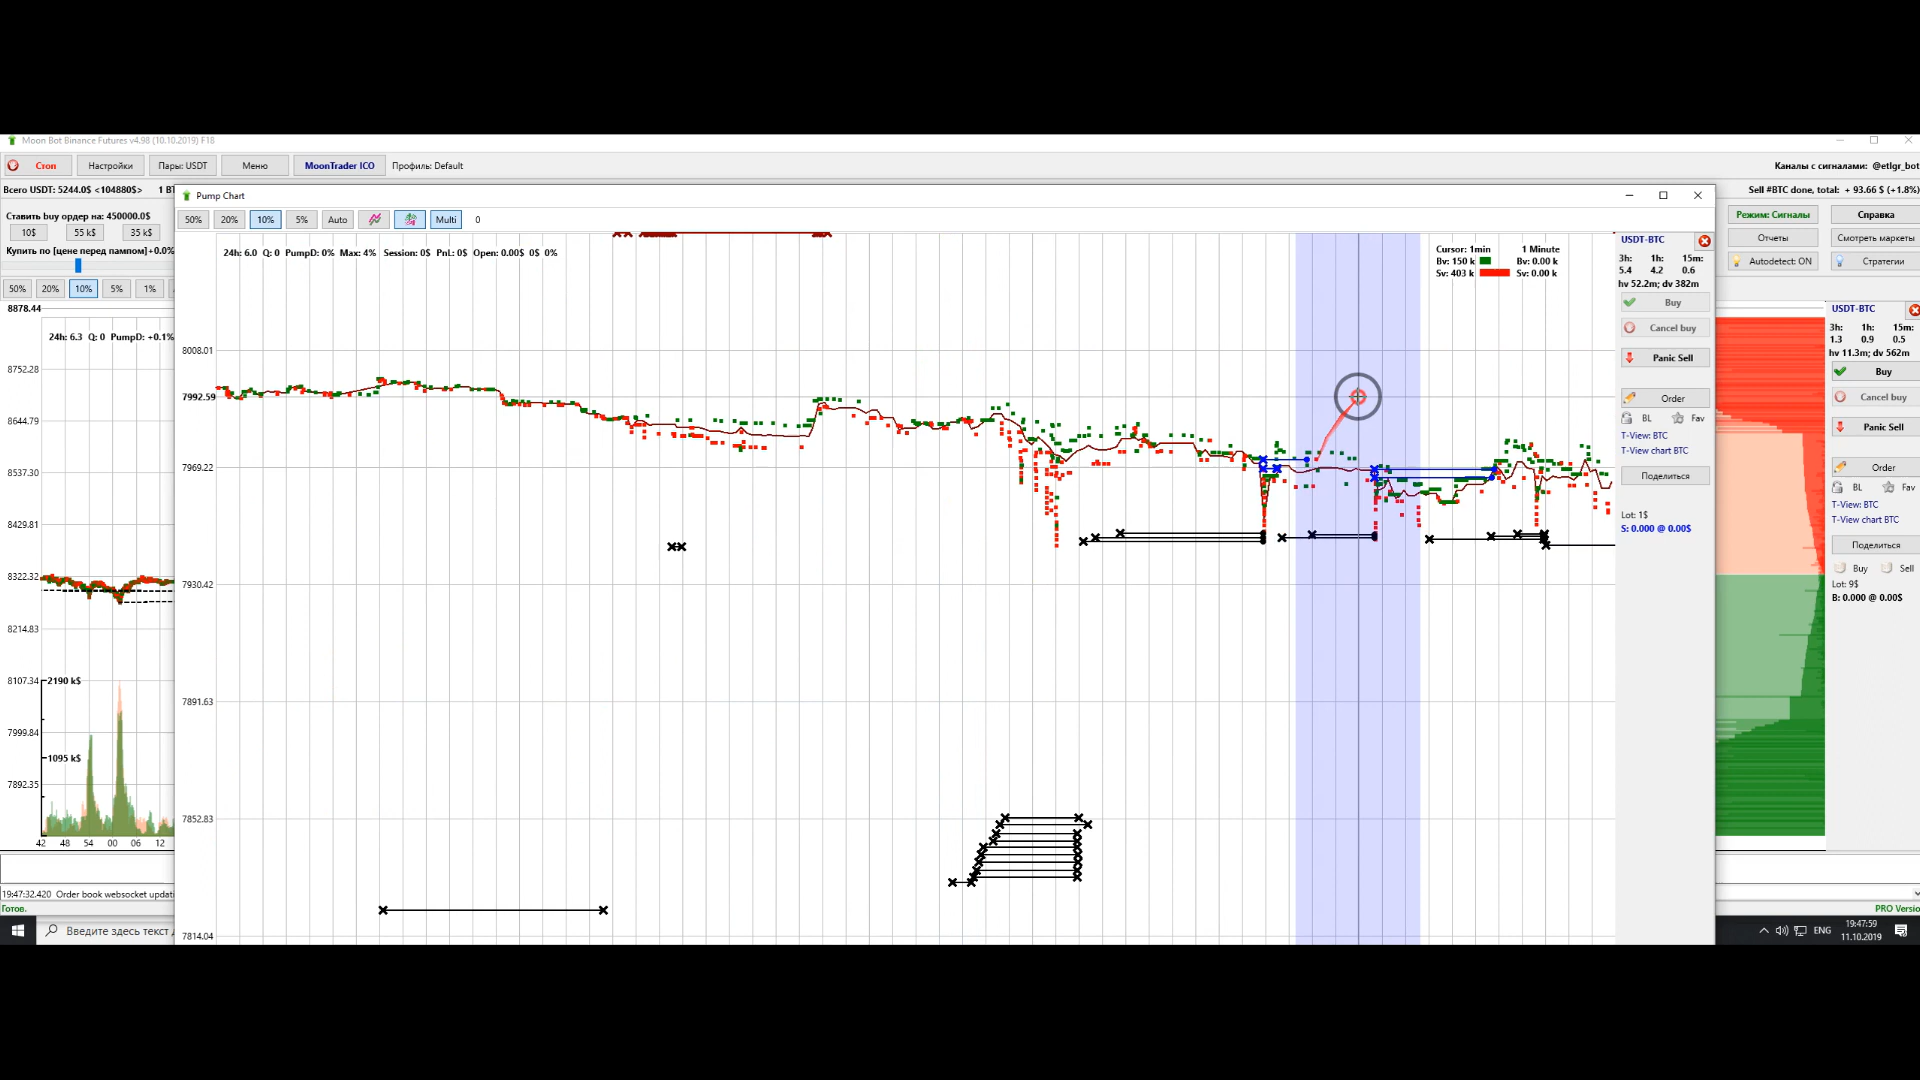 Moon Bot Binance Futures v4.98 (10.10.2019) F18
Стоп
Настройки
Пары: USDT
Меню
MoonTrader ICO
Профиль: Default
Каналы с сигналами: @etlgr_bot
Всего USDT: 5244.0$ <104880$>
Sell #BTC done, total: + 93.66 $ (+1.8%)
Ставить buy ордер на: 450000.0$
10$
55 k$
35 k$
Купить по [цене перед пампом]+0.0%
50%
20%
10%
5%
1%
8878.44
24h: 6.3 Q: 0 PumpD: +0.1%
8752.28
8644.79
8537.30
8429.81
8322.32
8214.83
8107.34
7999.84
7892.35
2190 k$
1095 k$
42 48 54 00 06 12
Pump Chart
50%
20%
10%
5%
Auto
Multi
0
24h: 6.0 Q: 0 PumpD: 0% Max: 4% Session: 0$ PnL: 0$ Open: 0.00$ 0$ 0%
Cursor: 1min 1 Minute
Bv: 150 k Bv: 0.00 k
Sv: 403 k Sv: 0.00 k
8008.01
7992.59
7969.22
7930.42
7891.63
7852.83
7814.04
USDT-BTC
3h: 1h: 15m:
5.4 4.2 0.6
hv 52.2m; dv 382m
Buy
Cancel buy
Panic Sell
Order
BL Fav
T-View: BTC
T-View chart BTC
Поделиться
Lot: 1$
S: 0.000 @ 0.00$
Режим: Сигналы
Справка
Отчеты
Смотреть маркеты
Autodetect: ON
Стратегии
USDT-BTC
3h: 1h: 15m:
1.3 0.9 0.5
hv 11.3m; dv 562m
Buy
Cancel buy
Panic Sell
Order
BL Fav
T-View: BTC
T-View chart BTC
Поделиться
Buy Sell
Lot: 9$
B: 0.000 @ 0.00$
19:47:32.420 Order book websocket
Готов.
PRO
Введите здесь текст
ENG
19:47:59
11.10.2019